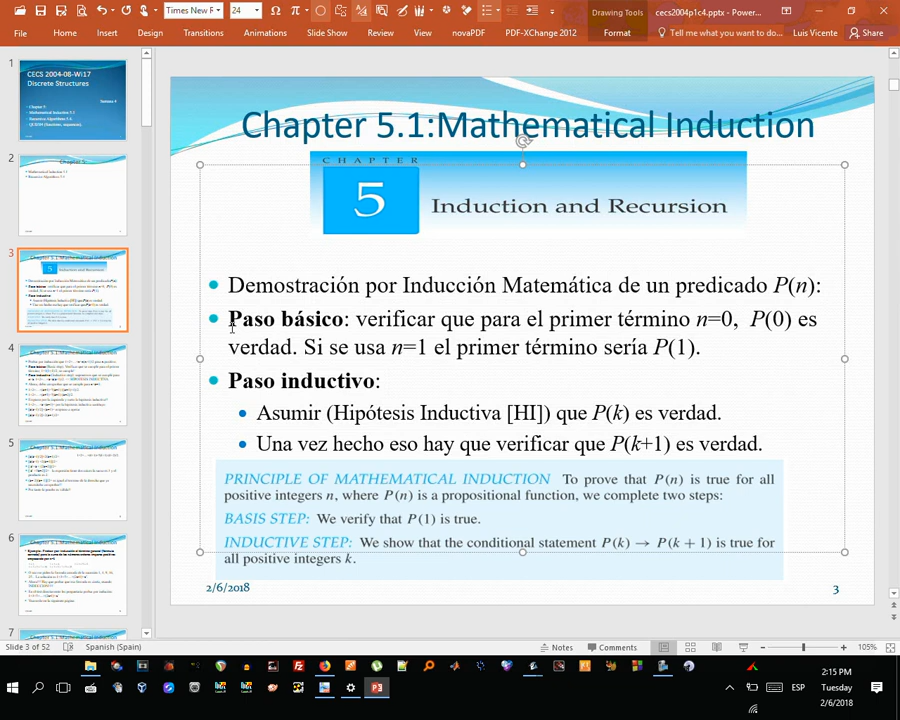 Times New R
24
Drawing Tools
cecs2004p1c4.pptx - Power...
File
Home
Insert
Design
Transitions
Animations
Slide Show
Review
View
novaPDF
PDF-XChange 2012
Format
Tell me what you want to do...
Luis Vicente
Share
1
CECS 2004-08-Wi17
Discrete Structures
2
3
4
5
6
7
Chapter 5.1:Mathematical Induction
CHAPTER
5
Induction and Recursion
Demostración por Inducción Matemática de un predicado P(n):
Paso básico: verificar que para el primer término n=0, P(0) es
verdad. Si se usa n=1 el primer término sería P(1).
Paso inductivo:
Asumir (Hipótesis Inductiva [HI]) que P(k) es verdad.
Una vez hecho eso hay que verificar que P(k+1) es verdad.
PRINCIPLE OF MATHEMATICAL INDUCTION To prove that P(n) is true for all
positive integers n, where P(n) is a propositional function, we complete two steps:
BASIS STEP: We verify that P(1) is true.
INDUCTIVE STEP: We show that the conditional statement P(k) → P(k + 1) is true for
all positive integers k.
2/6/2018
3
Slide 3 of 52
Spanish (Spain)
Notes
Comments
105%
ESP
2:15 PM
Tuesday
2/6/2018